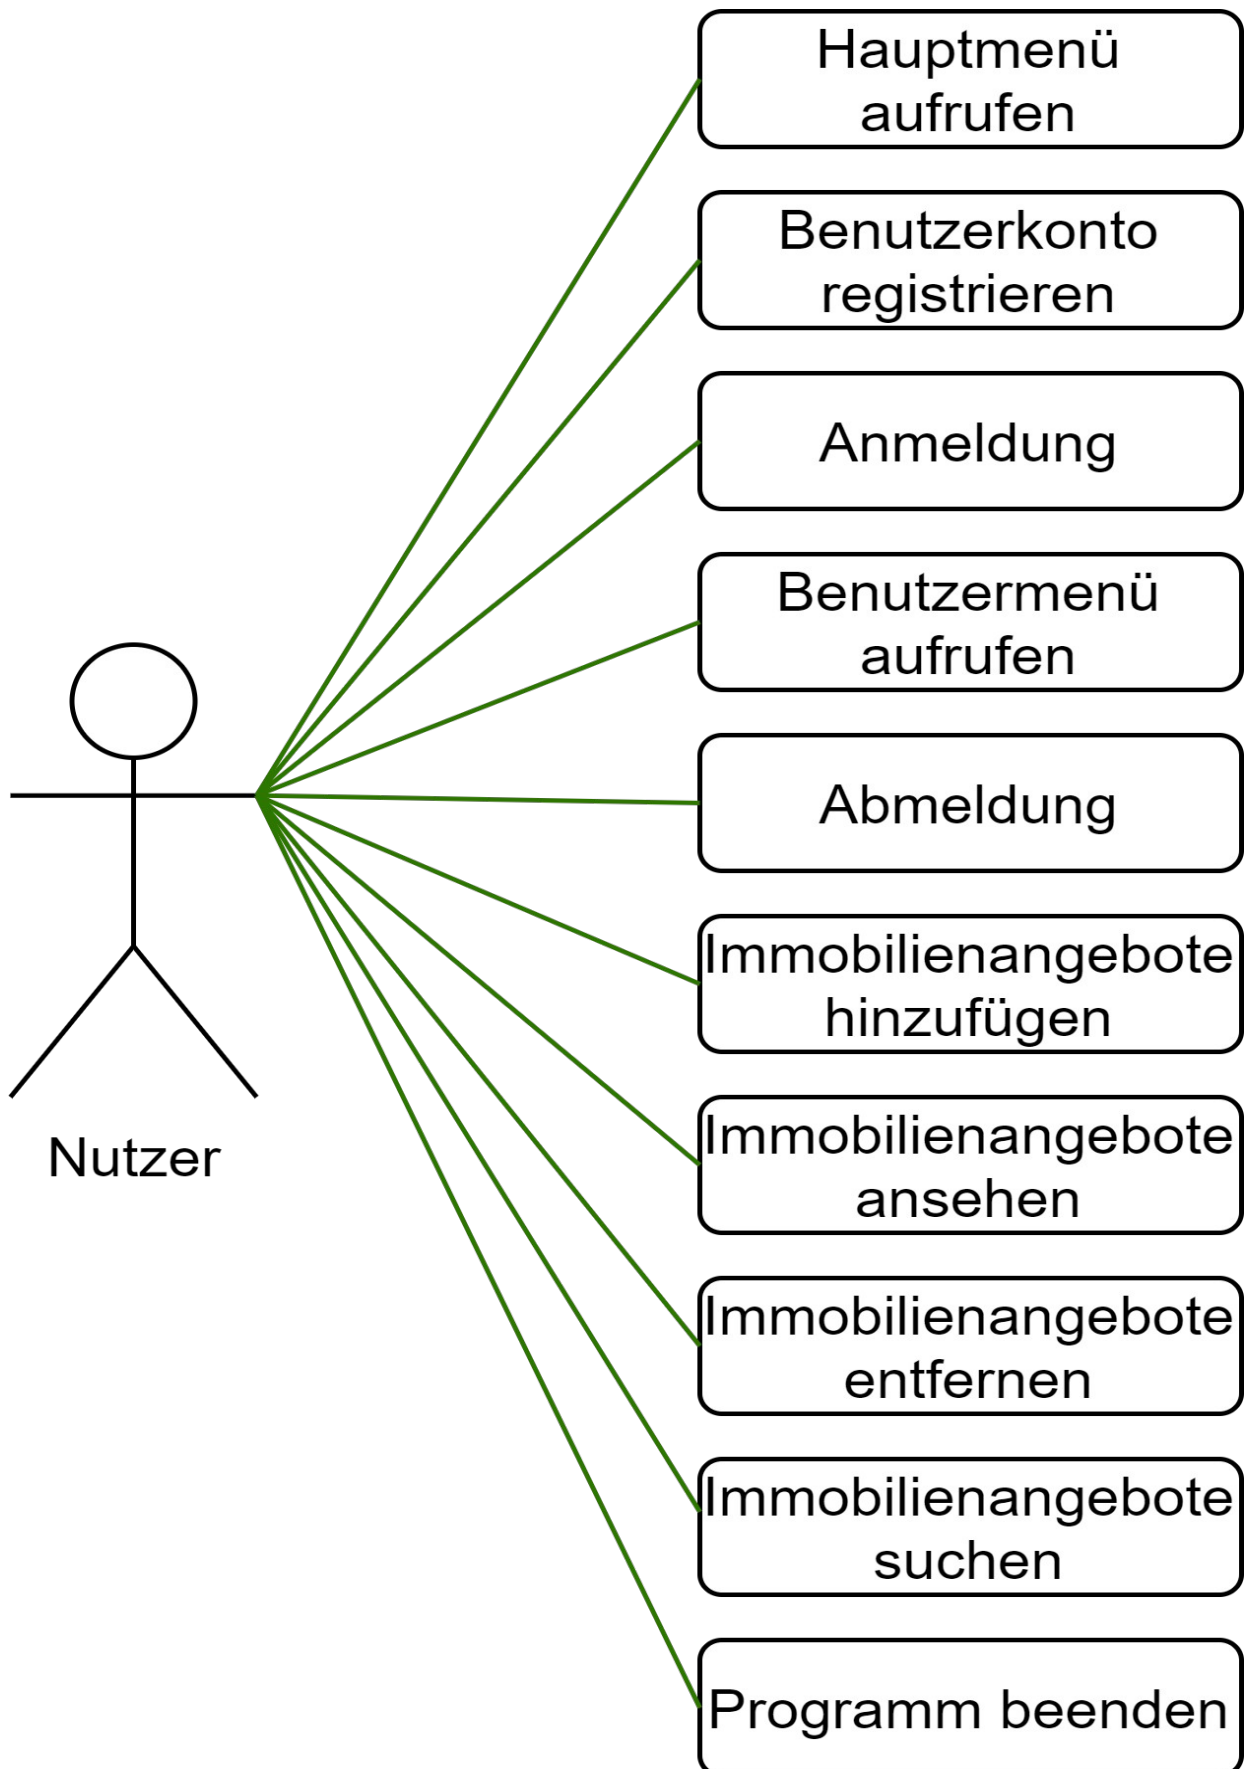 Hauptmenü
aufrufen
Benutzerkonto
registrieren
Anmeldung
Benutzermenü
aufrufen
Abmeldung
Immobilienangebote
hinzufügen
Immobilienangebote
ansehen
Nutzer
Immobilienangebote
entfernen
Immobilienangebote
suchen
Programm beenden